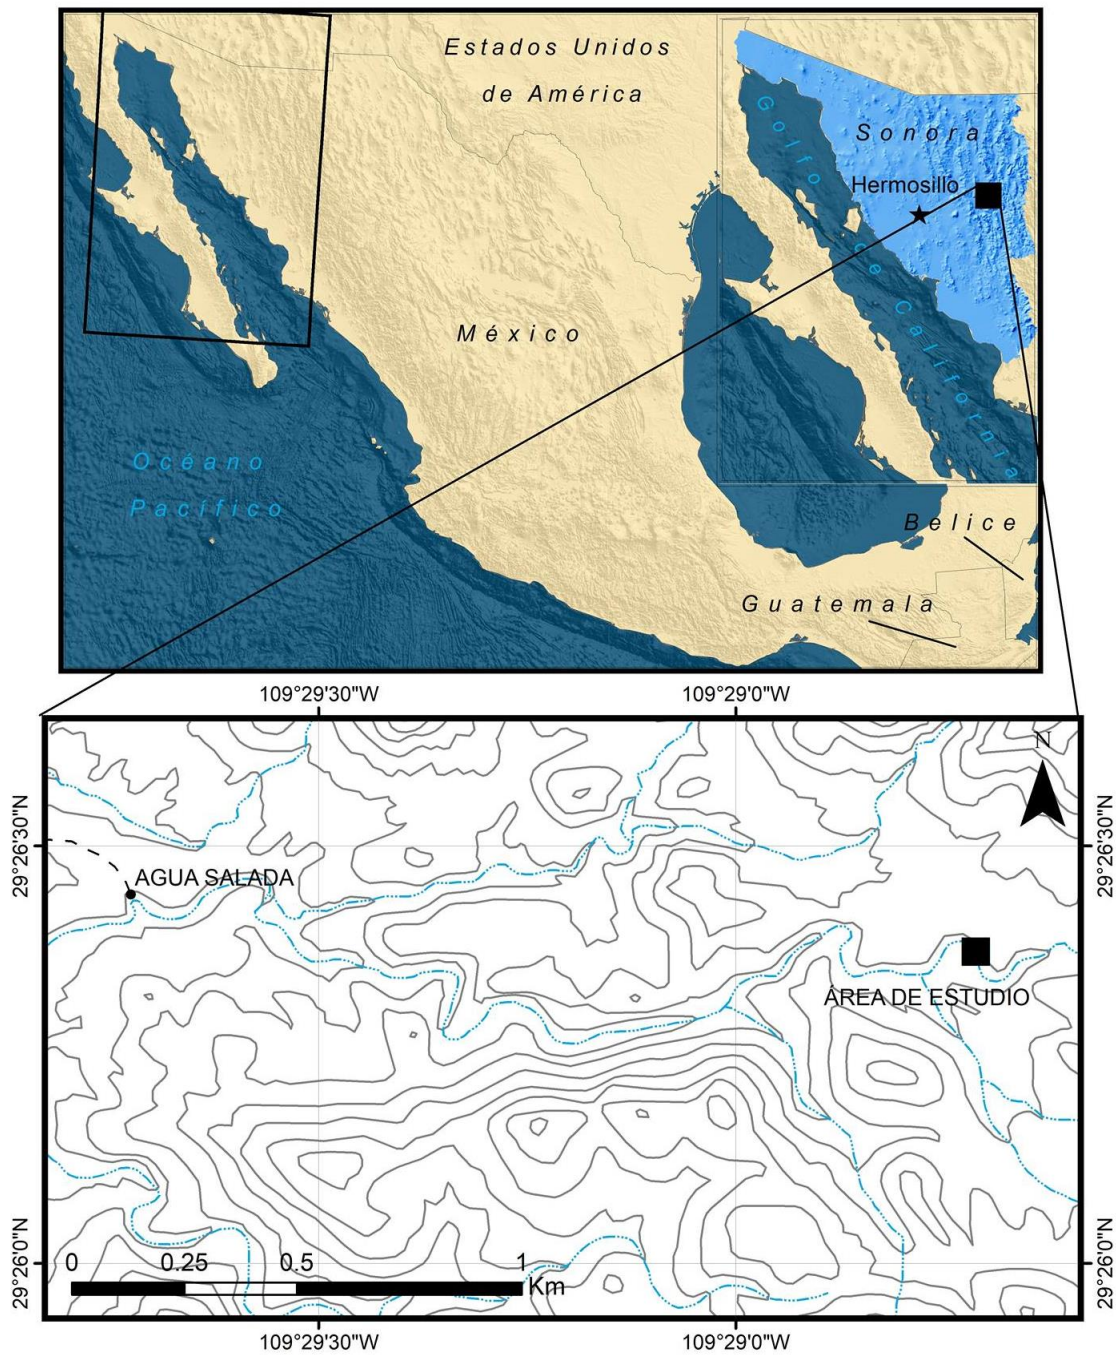 Estados Unidos
de América
Sonora
Hermosillo
Golfo de California
México
Océano
Pacífico
Belice
Guatemala
109°29'30"W
109°29'0"W
N
29°26'30"N
29°26'30"N
AGUA SALADA
ÁREA DE ESTUDIO
29°26'0"N
29°26'0"N
0 0.25 0.5 1
Km
109°29'30"W
109°29'0"W